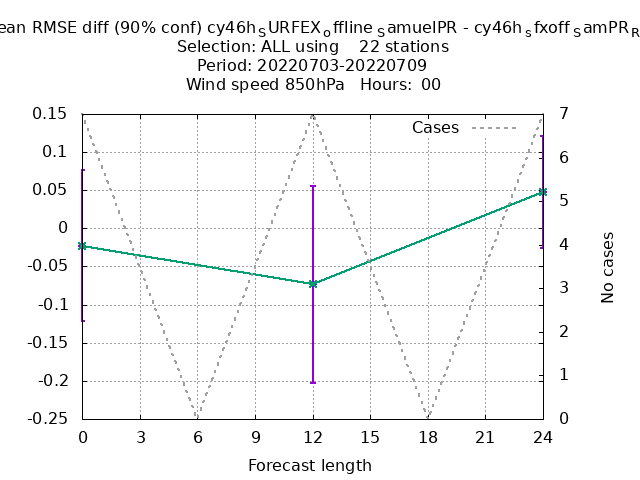 ean RMSE diff (90% conf) cy46hSURFEXoffline SamuelPR - cy46hsfxoffSamPRR
Selection: ALL using 22 stations
Period: 20220703-20220709
Wind speed 850hPa Hours: 00
Cases
0.15
0.1
0.05
0
-0.05
-0.1
-0.15
-0.2
-0.25
7
6
5
4
3
2
1
0
No cases
0 3 6 9 12 15 18 21 24
Forecast length